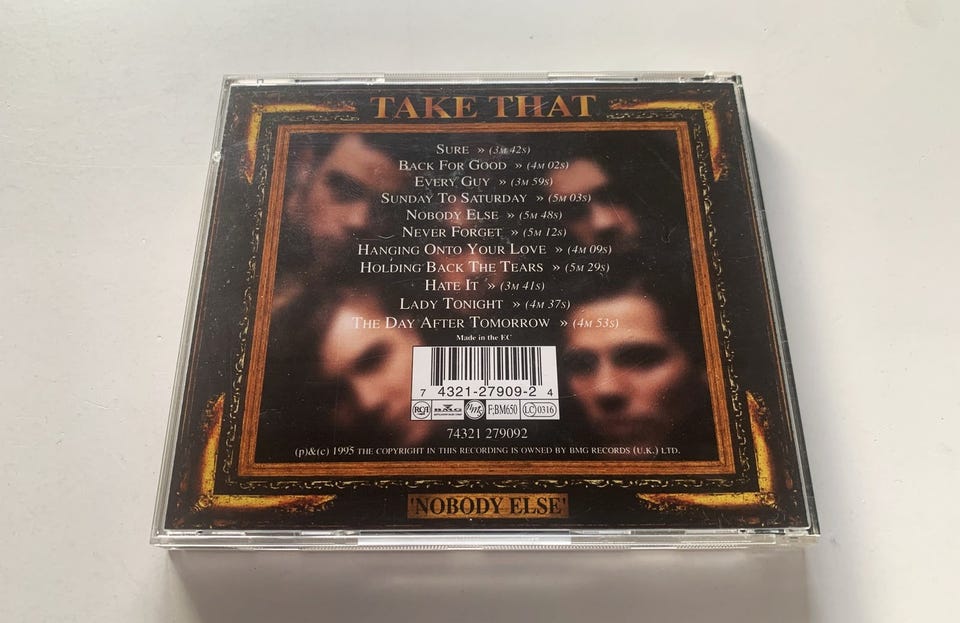 TAKE THAT
SURE » (3M 42S)
BACK FOR GOOD » (4M 02S)
EVERY GUY » (3M 59S)
SUNDAY TO SATURDAY » (5M 03S)
NOBODY ELSE » (5M 48S)
NEVER FORGET » (5M 12S)
HANGING ONTO YOUR LOVE » (4M 09S)
HOLDING BACK THE TEARS » (5M 29S)
HATE IT » (3M 41S)
LADY TONIGHT » (4M 37S)
THE DAY AFTER TOMORROW » (4M 53S)
Made in the EC
7 4321-27909-2 4
RCA BMG F;BM650 LC 0316
74321 279092
(p)&(c) 1995 THE COPYRIGHT IN THIS RECORDING IS OWNED BY BMG RECORDS (U.K.) LTD.
'NOBODY ELSE'